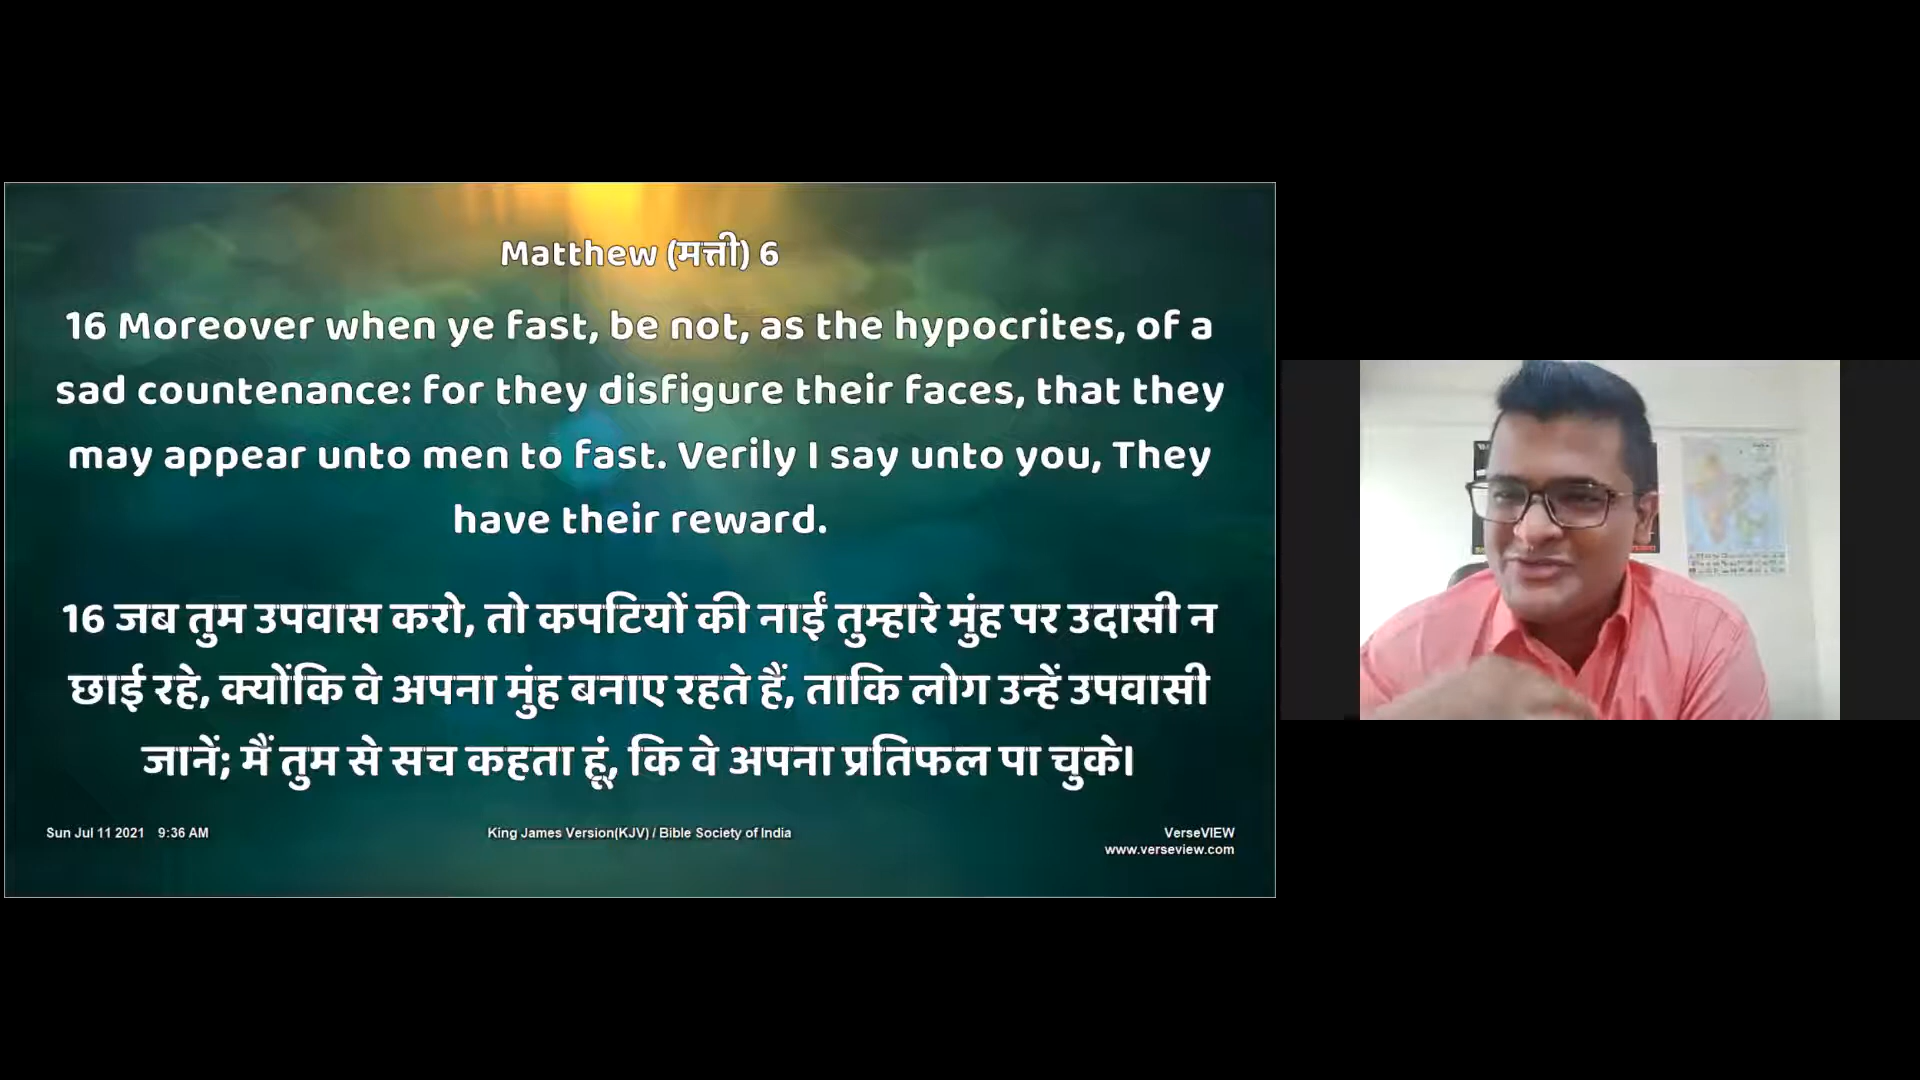 Matthew (मत्ती) 6
16 Moreover when ye fast, be not, as the hypocrites, of a
sad countenance: for they disfigure their faces, that they
may appear unto men to fast. Verily I say unto you, They
have their reward.
16 जब तुम उपवास करो, तो कपटियों की नाईं तुम्हारे मुंह पर उदासी न
छाई रहे, क्योंकि वे अपना मुंह बनाए रहते हैं, ताकि लोग उन्हें उपवासी
जानें; मैं तुम से सच कहता हूं, कि वे अपना प्रतिफल पा चुके।
Sun Jul 11 2021 9:36 AM
King James Version(KJV) / Bible Society of India
VerseVIEW
www.verseview.com